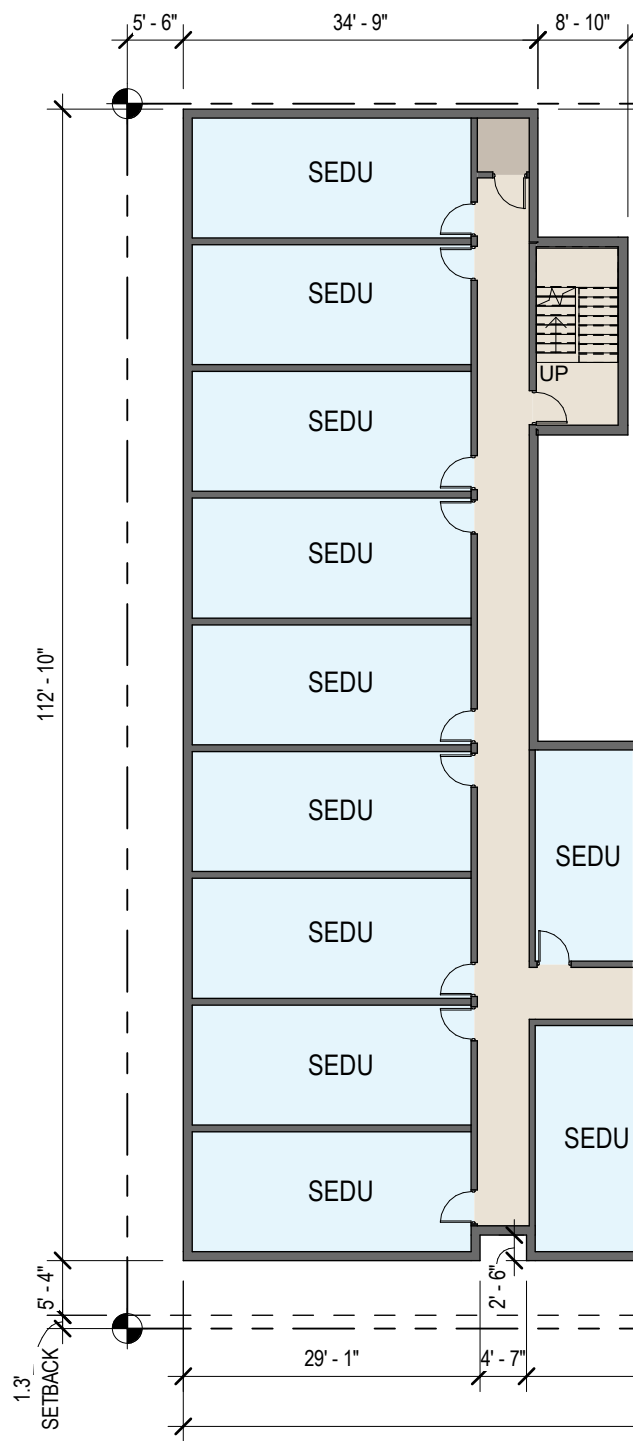 5' - 6"
34' - 9"
8' - 10"
SEDU
SEDU
UP
SEDU
SEDU
SEDU
112' - 10"
SEDU
SEDU
SEDU
SEDU
SEDU
SEDU
5' - 4"
2' - 6"
1.3'
SETBACK
29' - 1"
4' - 7"